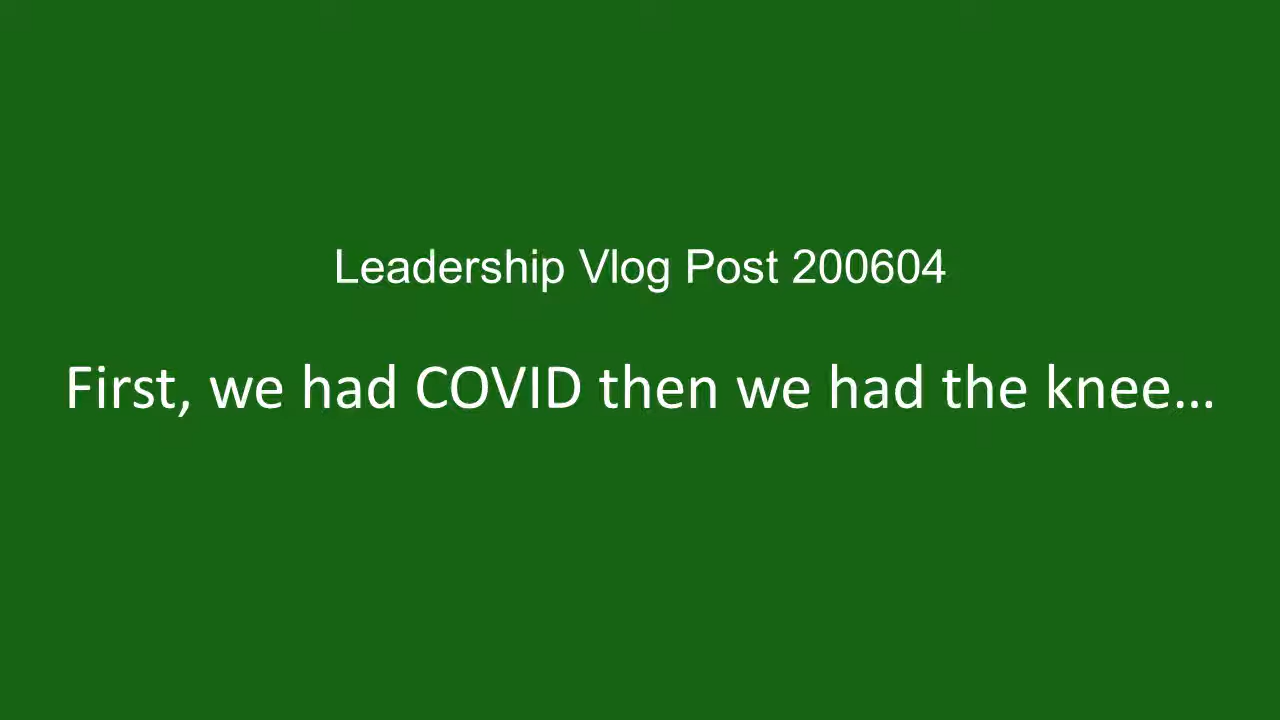 Leadership Vlog Post 200604
First, we had COVID then we had the knee…